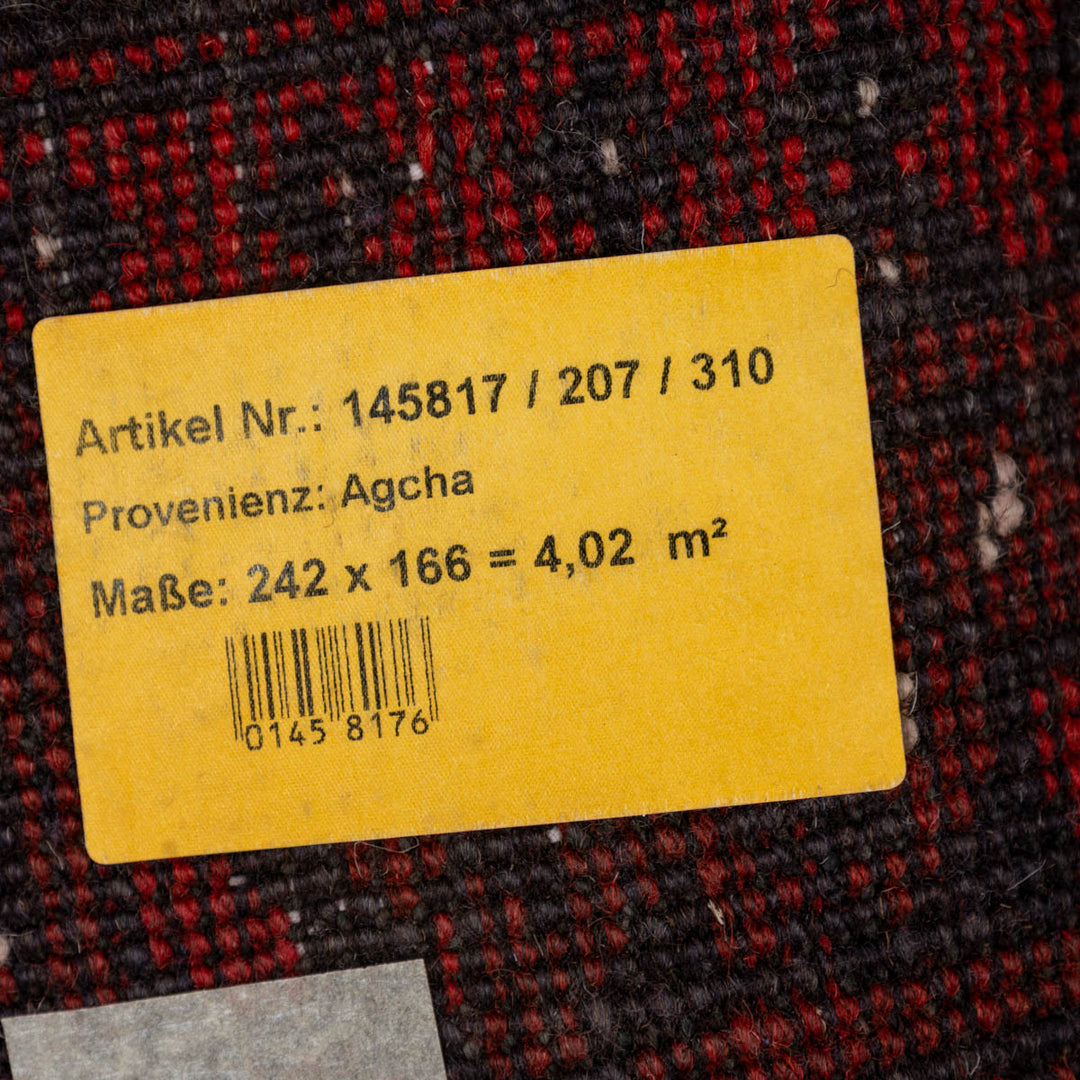 Artikel Nr.: 145817 / 207 / 310
Provenienz: Agcha
Maße: 242 x 166 = 4,02 m²
0145 8176